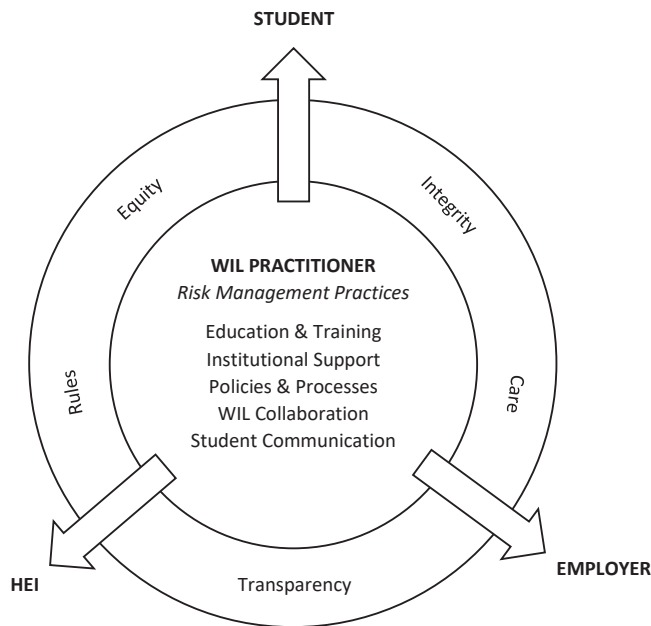 STUDENT
Equity
Integrity
WIL PRACTITIONER
Risk Management Practices
Education & Training
Institutional Support
Policies & Processes
WIL Collaboration
Student Communication
Rules
Care
HEI
Transparency
EMPLOYER